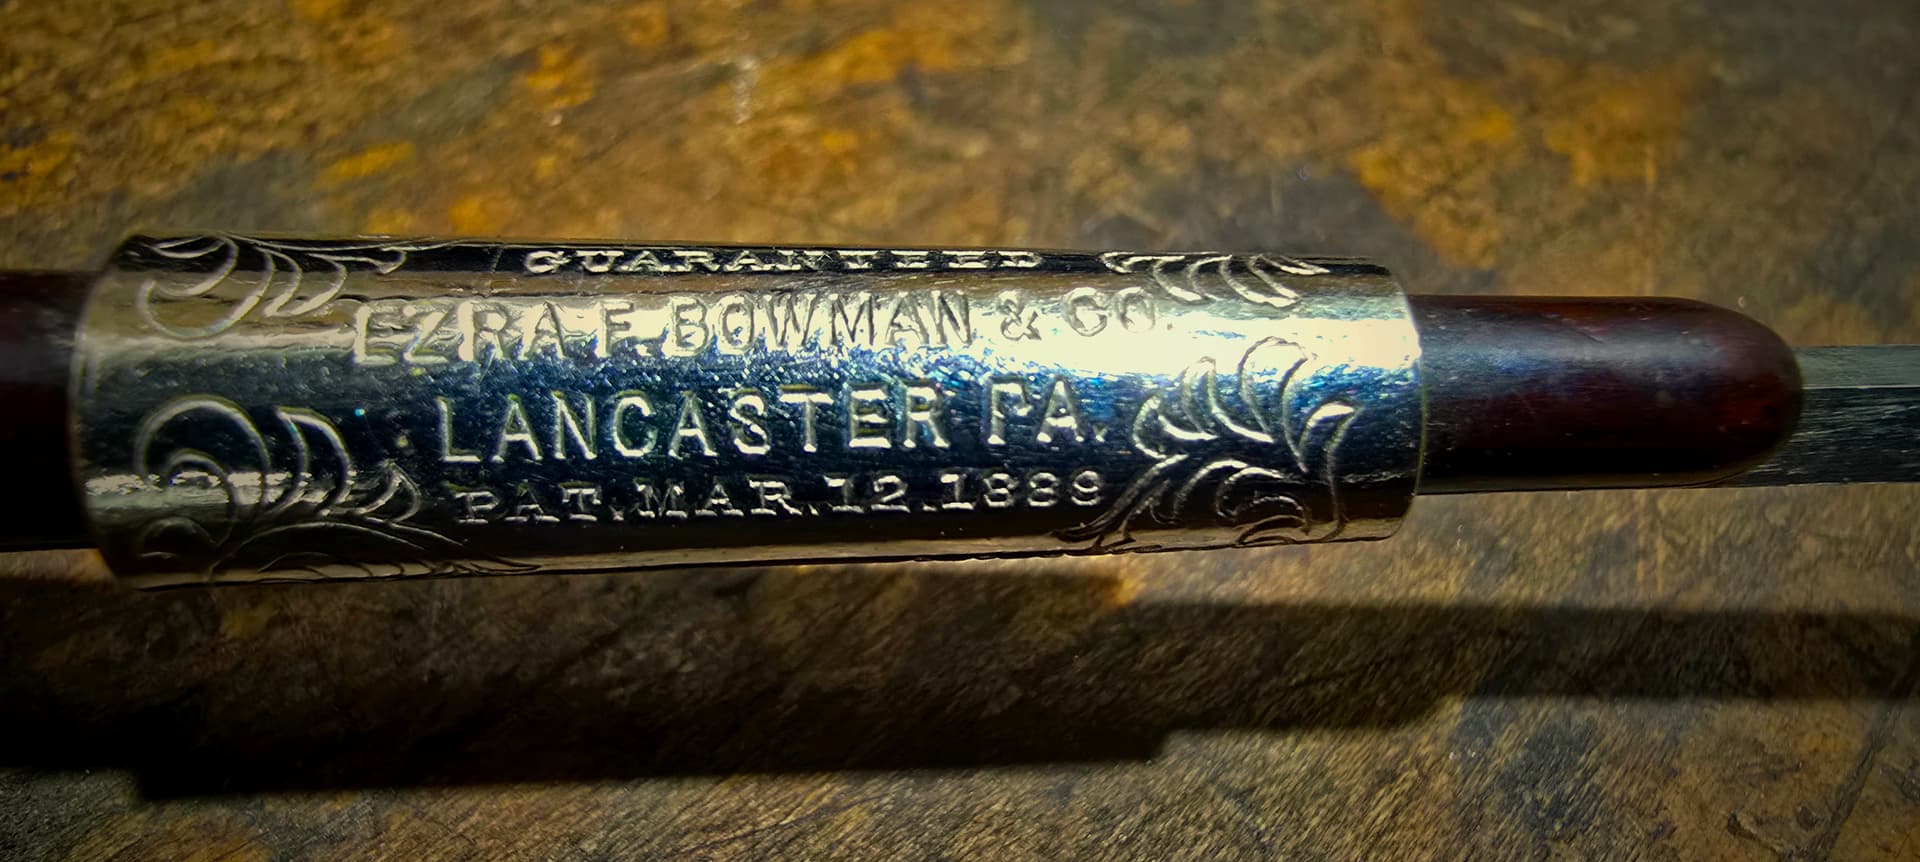 GUARANTEED
EZRA F. BOWMAN & CO.
LANCASTER PA.
PAT. MAR. 12. 1889